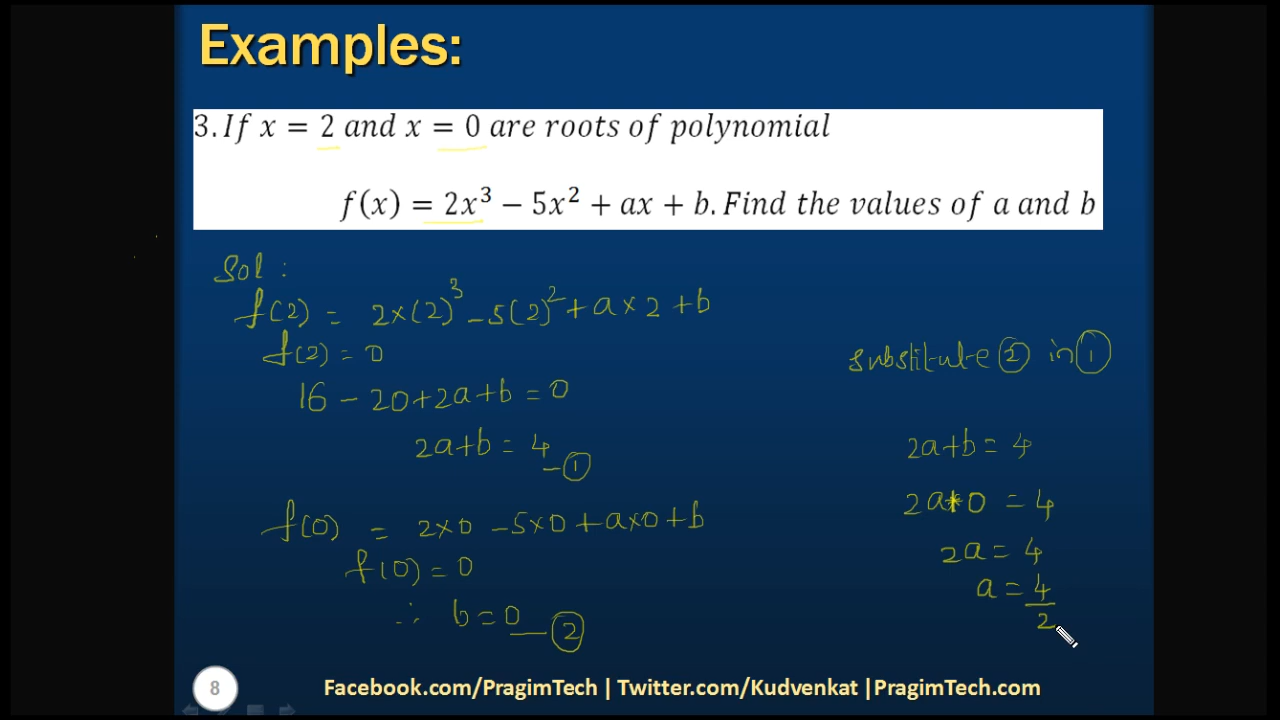 Examples:
3. If x = 2 and x = 0 are roots of polynomial
f(x) = 2x³ − 5x² + ax + b. Find the values of a and b
Sol :
f(2) = 2×(2)³ − 5(2)² + a×2 + b
f(2) = 0
16 − 20 + 2a + b = 0
2a + b = 4 — ①
f(0) = 2×0 − 5×0 + a×0 + b
f(0) = 0
∴ b = 0 — ②
substitute ② in ①
2a + b = 4
2a + 0 = 4
2a = 4
a = 4/2
8
Facebook.com/PragimTech | Twitter.com/Kudvenkat |PragimTech.com